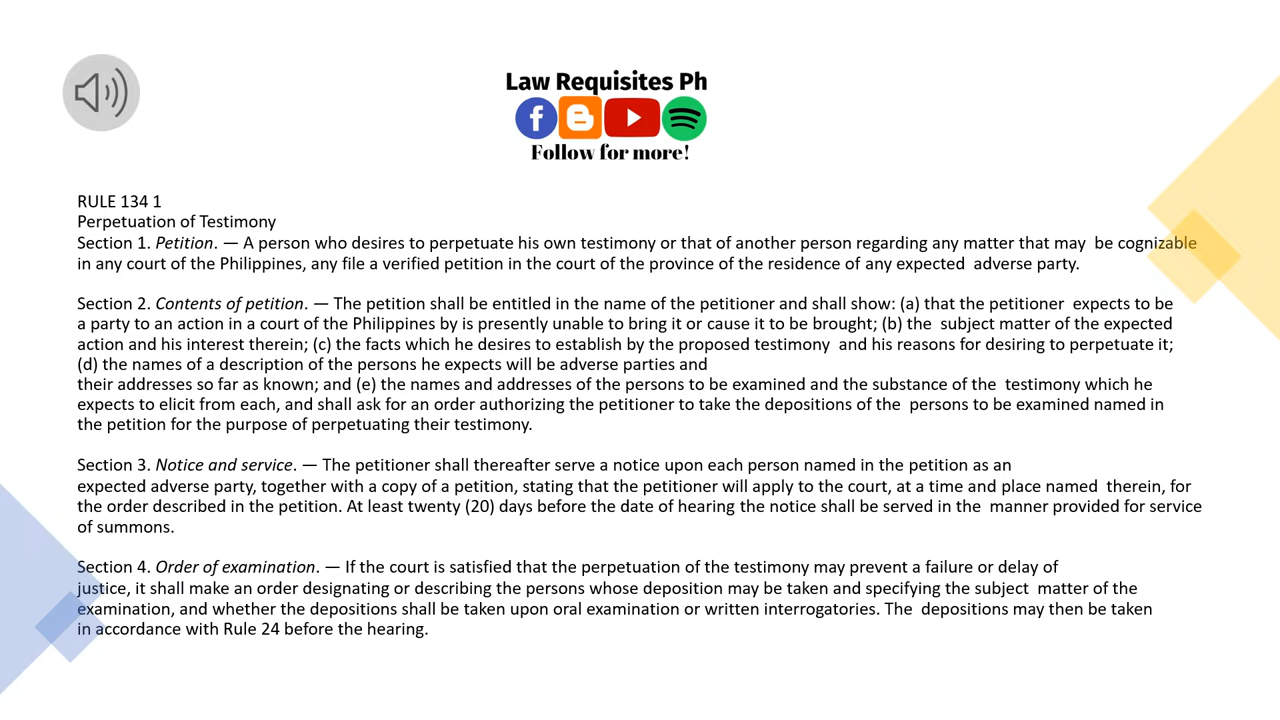 Law Requisites Ph
Follow for more!
RULE 134 1
Perpetuation of Testimony
Section 1. Petition. — A person who desires to perpetuate his own testimony or that of another person regarding any matter that may be cognizable
in any court of the Philippines, any file a verified petition in the court of the province of the residence of any expected adverse party.
Section 2. Contents of petition. — The petition shall be entitled in the name of the petitioner and shall show: (a) that the petitioner expects to be
a party to an action in a court of the Philippines by is presently unable to bring it or cause it to be brought; (b) the subject matter of the expected
action and his interest therein; (c) the facts which he desires to establish by the proposed testimony and his reasons for desiring to perpetuate it;
(d) the names of a description of the persons he expects will be adverse parties and
their addresses so far as known; and (e) the names and addresses of the persons to be examined and the substance of the testimony which he
expects to elicit from each, and shall ask for an order authorizing the petitioner to take the depositions of the persons to be examined named in
the petition for the purpose of perpetuating their testimony.
Section 3. Notice and service. — The petitioner shall thereafter serve a notice upon each person named in the petition as an
expected adverse party, together with a copy of a petition, stating that the petitioner will apply to the court, at a time and place named therein, for
the order described in the petition. At least twenty (20) days before the date of hearing the notice shall be served in the manner provided for service
of summons.
Section 4. Order of examination. — If the court is satisfied that the perpetuation of the testimony may prevent a failure or delay of
justice, it shall make an order designating or describing the persons whose deposition may be taken and specifying the subject matter of the
examination, and whether the depositions shall be taken upon oral examination or written interrogatories. The depositions may then be taken
in accordance with Rule 24 before the hearing.